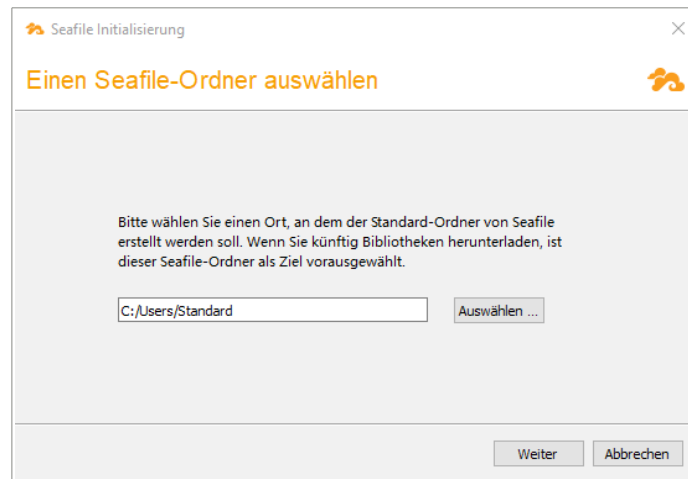 Seafile Initialisierung
Einen Seafile-Ordner auswählen
Bitte wählen Sie einen Ort, an dem der Standard-Ordner von Seafile
erstellt werden soll. Wenn Sie künftig Bibliotheken herunterladen, ist
dieser Seafile-Ordner als Ziel vorausgewählt.
C:/Users/Standard
Auswählen ...
Weiter
Abbrechen